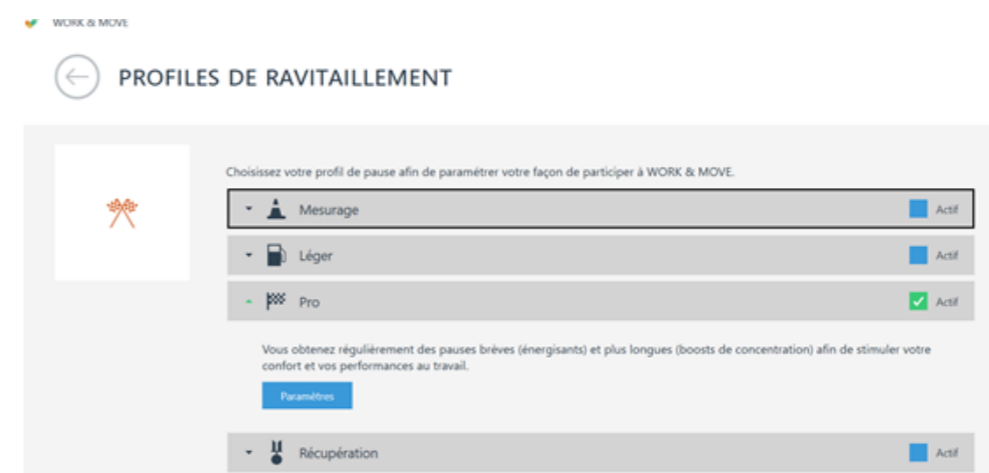 WORK & MOVE
PROFILES DE RAVITAILLEMENT
Choisissez votre profil de pause afin de paramétrer votre façon de participer à WORK & MOVE.
Mesurage Actif
Léger Actif
Pro Actif
Vous obtenez régulièrement des pauses brèves (énergisants) et plus longues (boosts de concentration) afin de stimuler votre
confort et vos performances au travail.
Paramètres
Récupération Actif